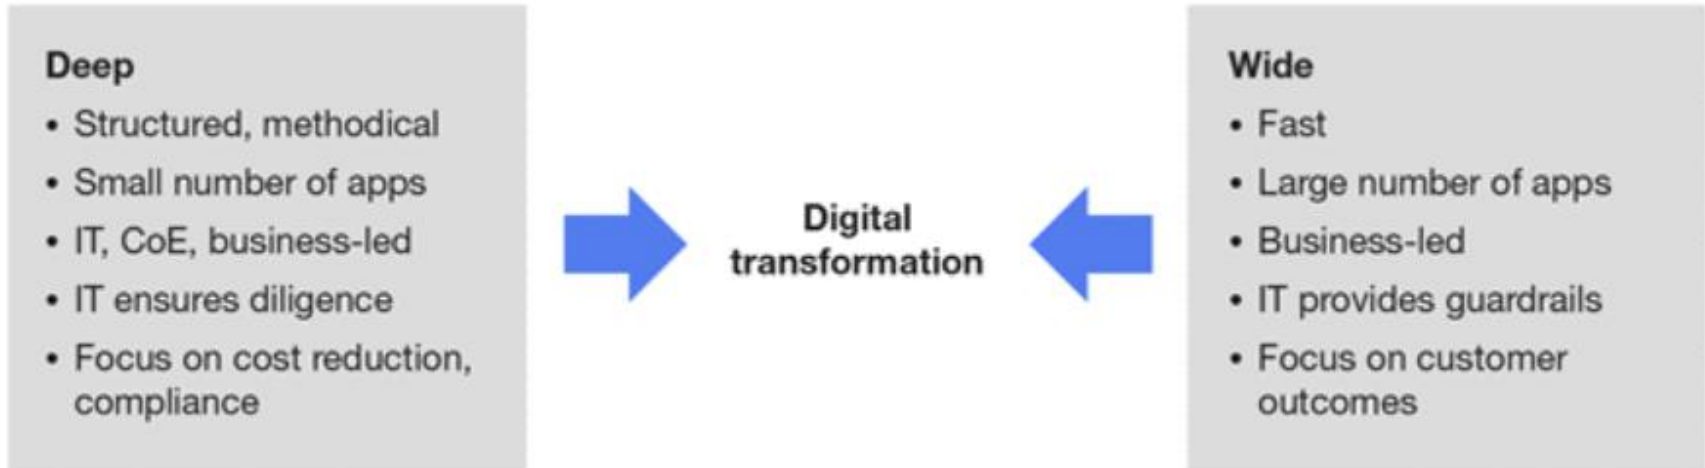 Deep
• Structured, methodical
• Small number of apps
• IT, CoE, business-led
• IT ensures diligence
• Focus on cost reduction,
compliance
Digital
transformation
Wide
• Fast
• Large number of apps
• Business-led
• IT provides guardrails
• Focus on customer
outcomes